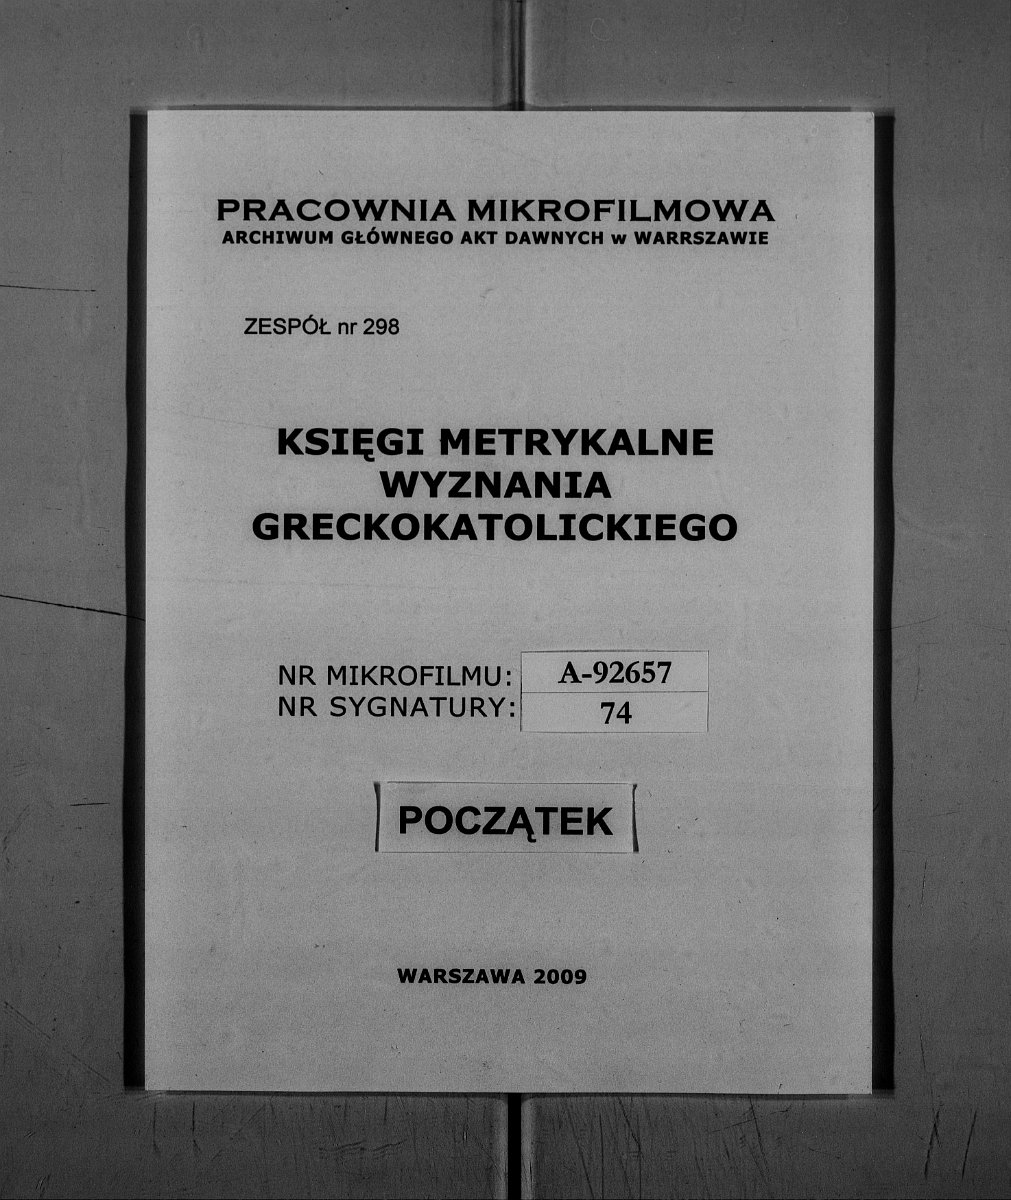 PRACOWNIA MIKROFILMOWA
ARCHIWUM GŁÓWNEGO AKT DAWNYCH w WARRSZAWIE
ZESPÓŁ nr 298
KSIĘGI METRYKALNE
WYZNANIA
GRECKOKATOLICKIEGO
NR MIKROFILMU: A-92657
NR SYGNATURY: 74
POCZĄTEK
WARSZAWA 2009